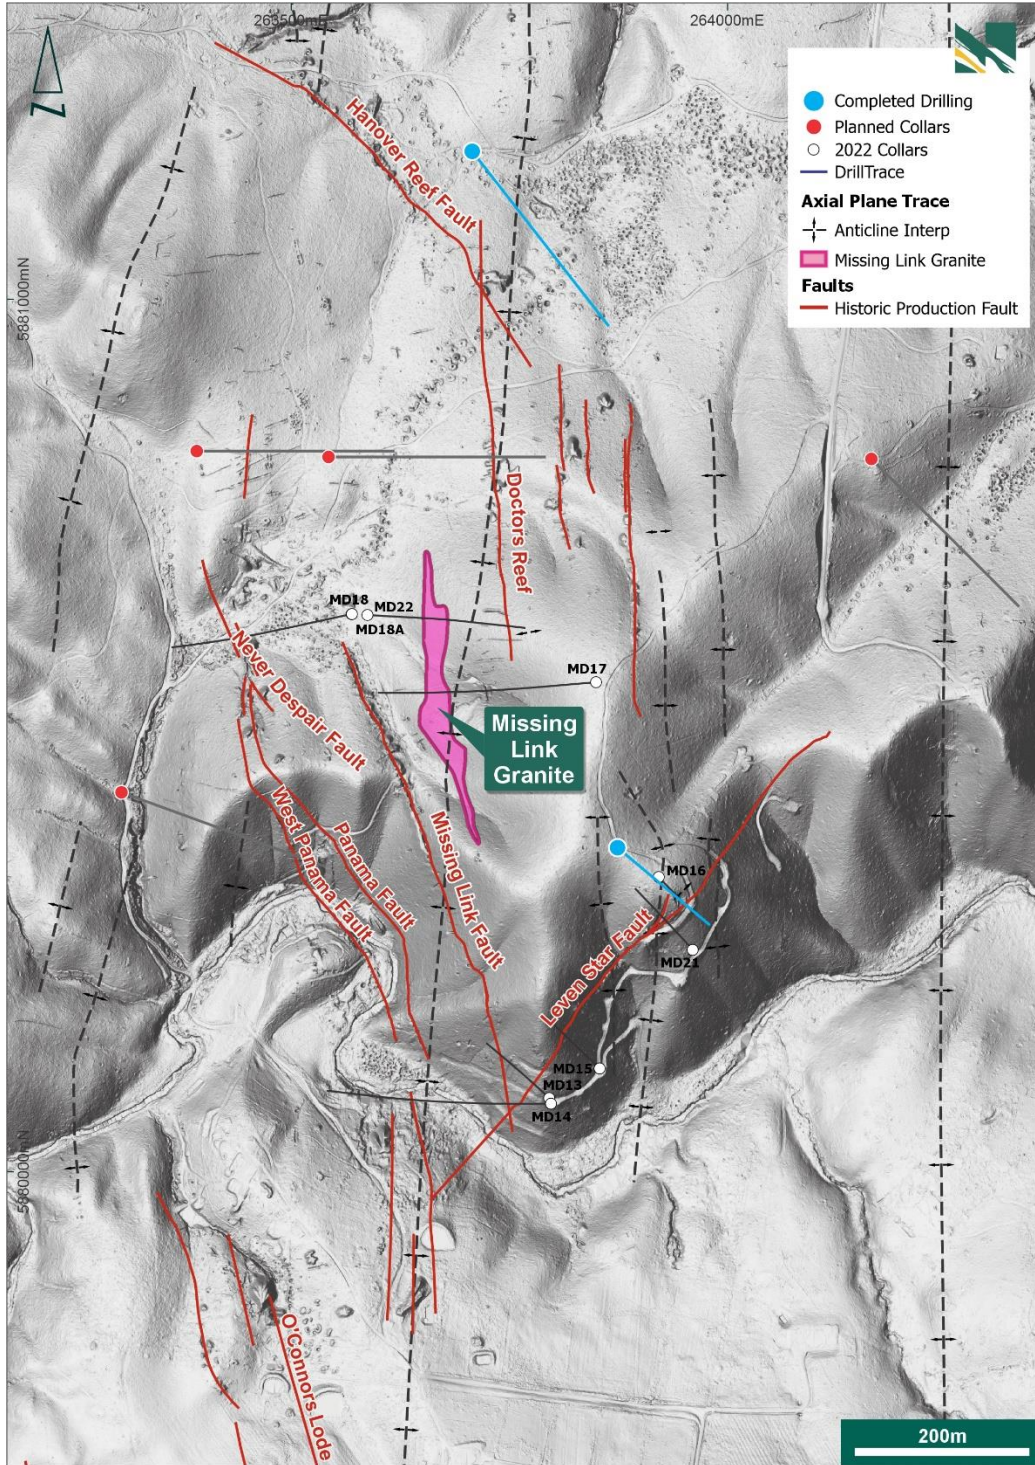 263500mE
264000mE
Z
Completed Drilling
Planned Collars
2022 Collars
DrillTrace
Axial Plane Trace
Anticline Interp
Missing Link Granite
Faults
Historic Production Fault
Hanover Reef Fault
5881000mN
Doctors Reef
MD18
MD22
MD18A
Never Despair Fault
MD17
Missing
Link
Granite
West Panama Fault
Panama Fault
Missing Link Fault
MD16
Leven Star Fault
MD21
MD15
MD13
MD14
5880000mN
O'Connors Lode
200m